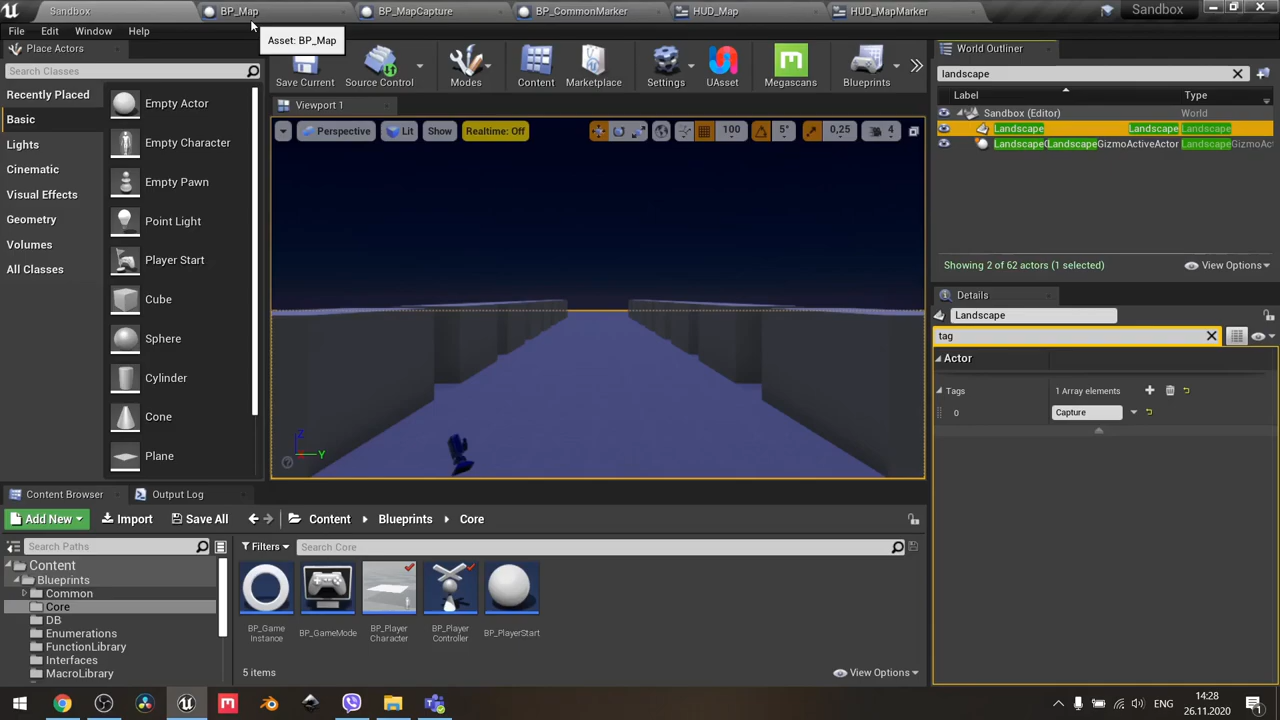 Sandbox
BP_Map
BP_MapCapture
BP_CommonMarker
HUD_Map
HUD_MapMarker
Sandbox
File
Edit
Window
Help
Asset: BP_Map
Place Actors
Search Classes
Recently Placed
Basic
Lights
Cinematic
Visual Effects
Geometry
Volumes
All Classes
Empty Actor
Empty Character
Empty Pawn
Point Light
Player Start
Cube
Sphere
Cylinder
Cone
Plane
Save Current
Source Control
Modes
Content
Marketplace
Settings
UAsset
Megascans
Blueprints
Viewport 1
Perspective
Lit
Show
Realtime: Off
100
5°
0,25
4
Z
X
Y
World Outliner
landscape
Label
Type
Sandbox (Editor)
World
Landscape
Landscape
Landscape
LandscapeGizmoActiveActor
LandscapeGizmoAct
Showing 2 of 62 actors (1 selected)
View Options
Details
Landscape
tag
Actor
Tags
1 Array elements
0
Capture
Content Browser
Output Log
Add New
Import
Save All
Content
Blueprints
Core
Search Paths
Filters
Search Core
Content
Blueprints
Common
Core
DB
Enumerations
FunctionLibrary
Interfaces
MacroLibrary
BP_Game
Instance
BP_GameMode
BP_Player
Character
BP_Player
Controller
BP_PlayerStart
5 items
View Options
ENG
14:28
26.11.2020
1